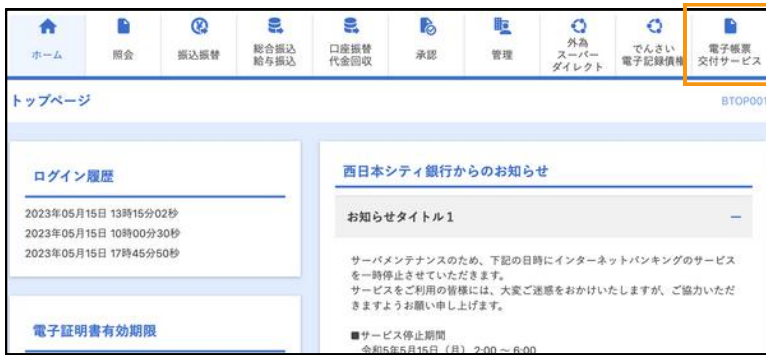 ホーム
照会
振込振替
総合振込
給与振込
口座振替
代金回収
承認
管理
外為
スーパー
ダイレクト
でんさい
電子記録債権
電子帳票
交付サービス
トップページ
BTOP001
ログイン履歴
2023年05月15日 13時15分02秒
2023年05月15日 10時00分30秒
2023年05月15日 17時45分50秒
電子証明書有効期限
西日本シティ銀行からのお知らせ
お知らせタイトル1
サーバメンテナンスのため、下記の日時にインターネットバンキングのサービス
を一時停止させていただきます。
サービスをご利用の皆様には、大変ご迷惑をおかけいたしますが、ご協力いただ
きますようお願い申し上げます。
■サービス停止期間
令和5年5月15日（月） 2:00 ～ 6:00